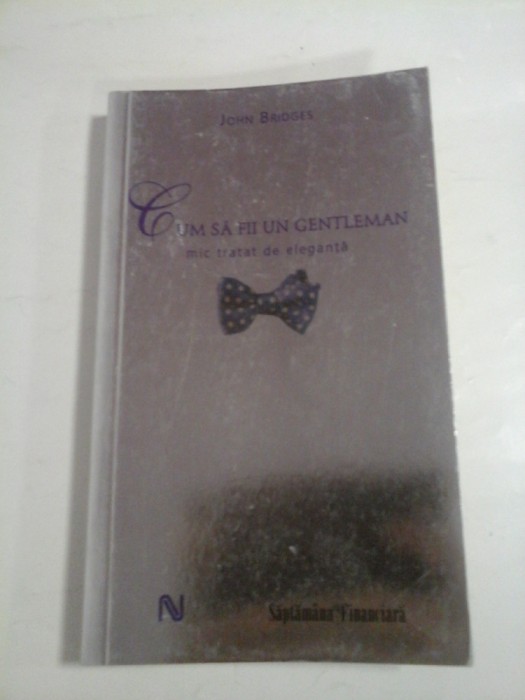 JOHN BRIDGES
CUM SĂ FII UN GENTLEMAN
mic tratat de eleganță
N
Săptămâna Financiară